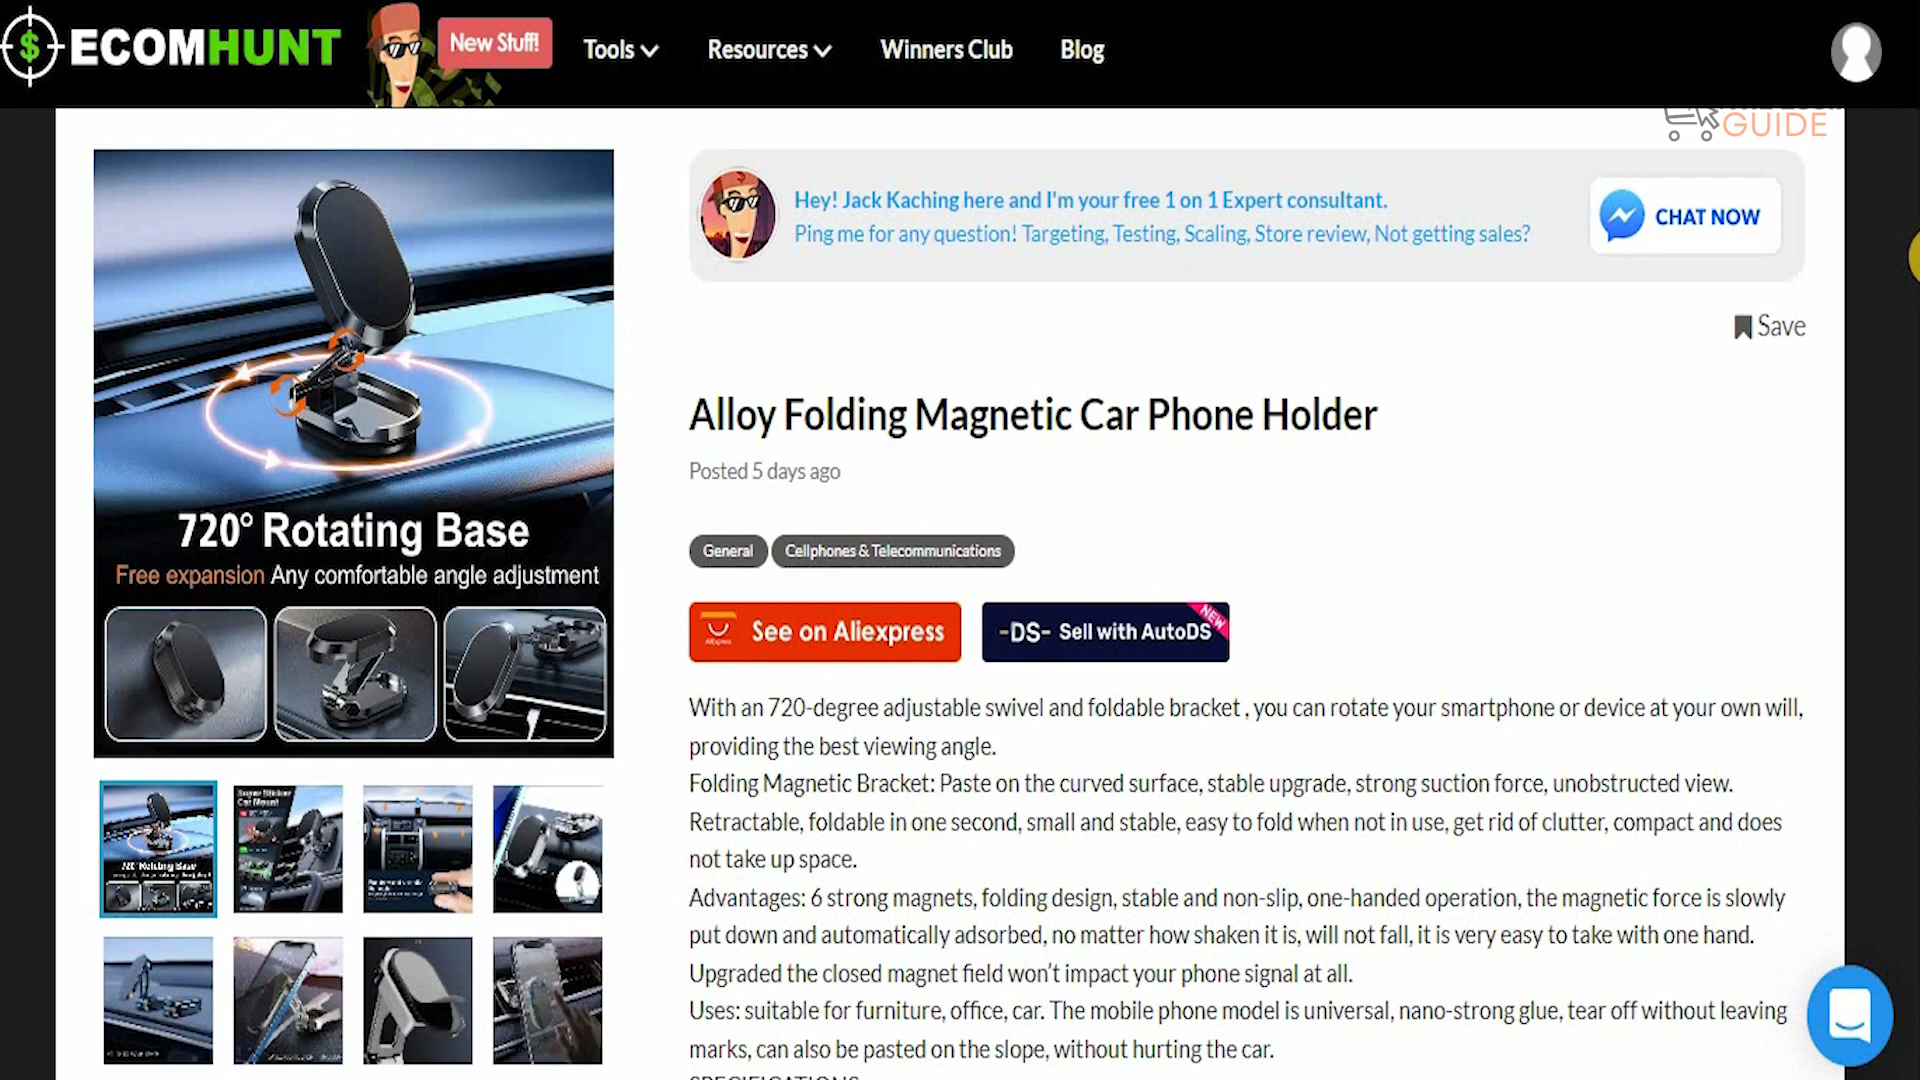 ECOMHUNT
New Stuff!
Tools
Resources
Winners Club
Blog
GUIDE
Hey! Jack Kaching here and I'm your free 1 on 1 Expert consultant.
Ping me for any question! Targeting, Testing, Scaling, Store review, Not getting sales?
CHAT NOW
Save
Alloy Folding Magnetic Car Phone Holder
Posted 5 days ago
General
Cellphones & Telecommunications
See on Aliexpress
-DS- Sell with AutoDS
NEW
720° Rotating Base
Free expansion Any comfortable angle adjustment
With an 720-degree adjustable swivel and foldable bracket , you can rotate your smartphone or device at your own will,
providing the best viewing angle.
Folding Magnetic Bracket: Paste on the curved surface, stable upgrade, strong suction force, unobstructed view.
Retractable, foldable in one second, small and stable, easy to fold when not in use, get rid of clutter, compact and does
not take up space.
Advantages: 6 strong magnets, folding design, stable and non-slip, one-handed operation, the magnetic force is slowly
put down and automatically adsorbed, no matter how shaken it is, will not fall, it is very easy to take with one hand.
Upgraded the closed magnet field won't impact your phone signal at all.
Uses: suitable for furniture, office, car. The mobile phone model is universal, nano-strong glue, tear off without leaving
marks, can also be pasted on the slope, without hurting the car.
SPECIFICATIONS
720° Rotating Base
Car Mount